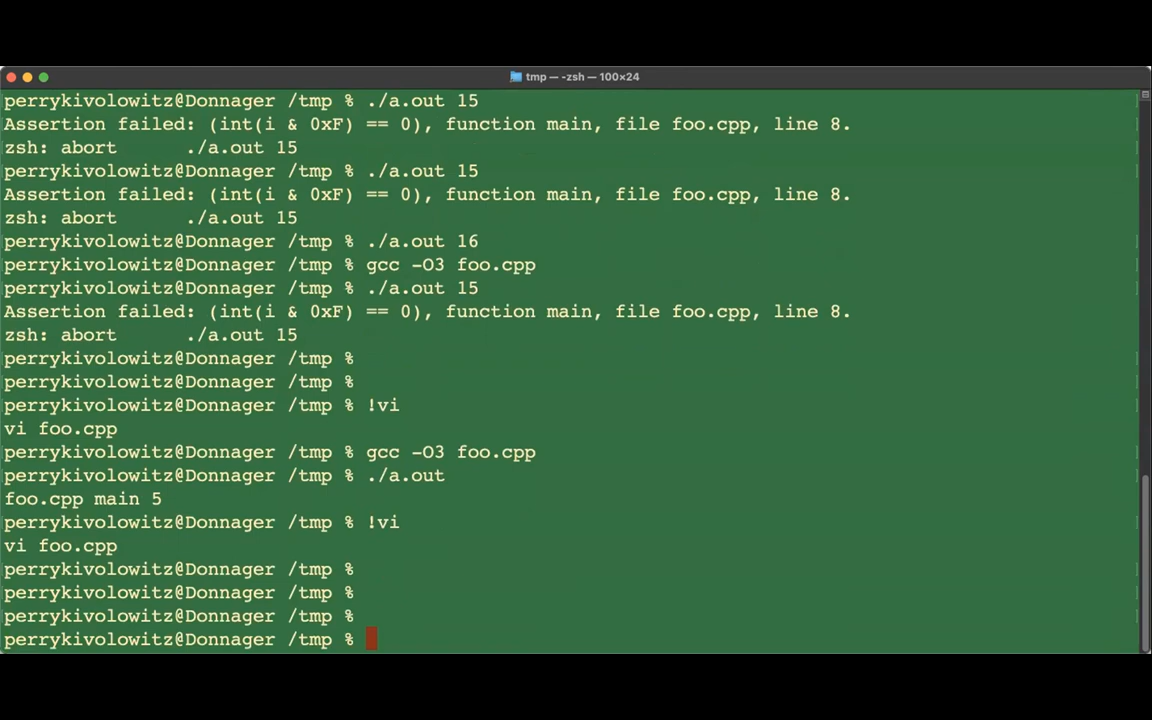 tmp — -zsh — 100×24
perrykivolowitz@Donnager /tmp % ./a.out 15
Assertion failed: (int(i & 0xF) == 0), function main, file foo.cpp, line 8.
zsh: abort      ./a.out 15
perrykivolowitz@Donnager /tmp % ./a.out 15
Assertion failed: (int(i & 0xF) == 0), function main, file foo.cpp, line 8.
zsh: abort      ./a.out 15
perrykivolowitz@Donnager /tmp % ./a.out 16
perrykivolowitz@Donnager /tmp % gcc -O3 foo.cpp
perrykivolowitz@Donnager /tmp % ./a.out 15
Assertion failed: (int(i & 0xF) == 0), function main, file foo.cpp, line 8.
zsh: abort      ./a.out 15
perrykivolowitz@Donnager /tmp %
perrykivolowitz@Donnager /tmp %
perrykivolowitz@Donnager /tmp % !vi
vi foo.cpp
perrykivolowitz@Donnager /tmp % gcc -O3 foo.cpp
perrykivolowitz@Donnager /tmp % ./a.out
foo.cpp main 5
perrykivolowitz@Donnager /tmp % !vi
vi foo.cpp
perrykivolowitz@Donnager /tmp %
perrykivolowitz@Donnager /tmp %
perrykivolowitz@Donnager /tmp %
perrykivolowitz@Donnager /tmp %